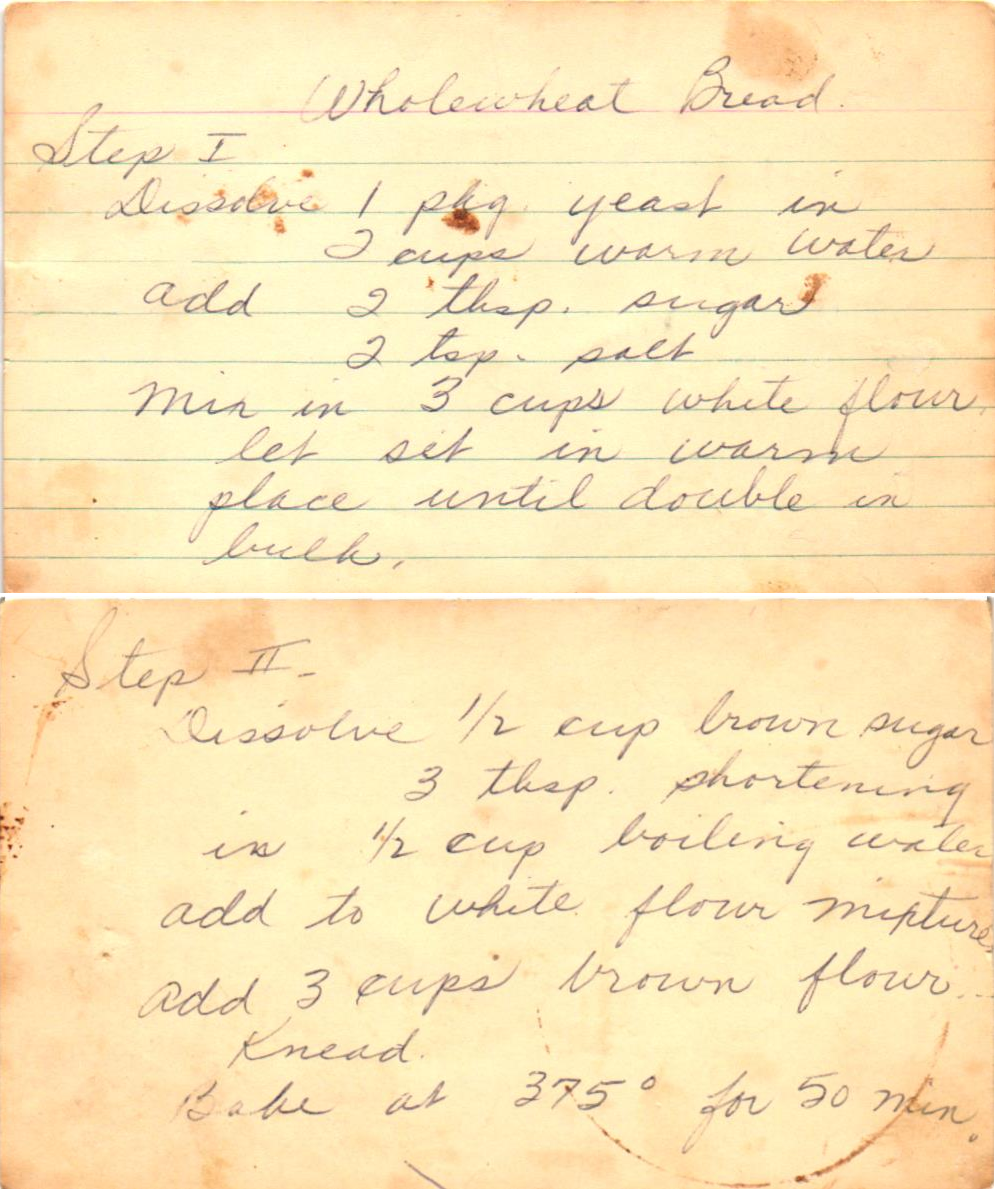 Wholewheat Bread.
Step I
Dissolve 1 pkg. yeast in
2 cups warm water
add 2 tbsp. sugar
2 tsp. salt
Mix in 3 cups white flour.
let set in warm
place until double in
bulk.
Step II -
Dissolve 1/2 cup brown sugar
3 tbsp. shortening
in 1/2 cup boiling water
add to white flour mixture
add 3 cups brown flour...
Knead.
Bake at 375° for 50 min.